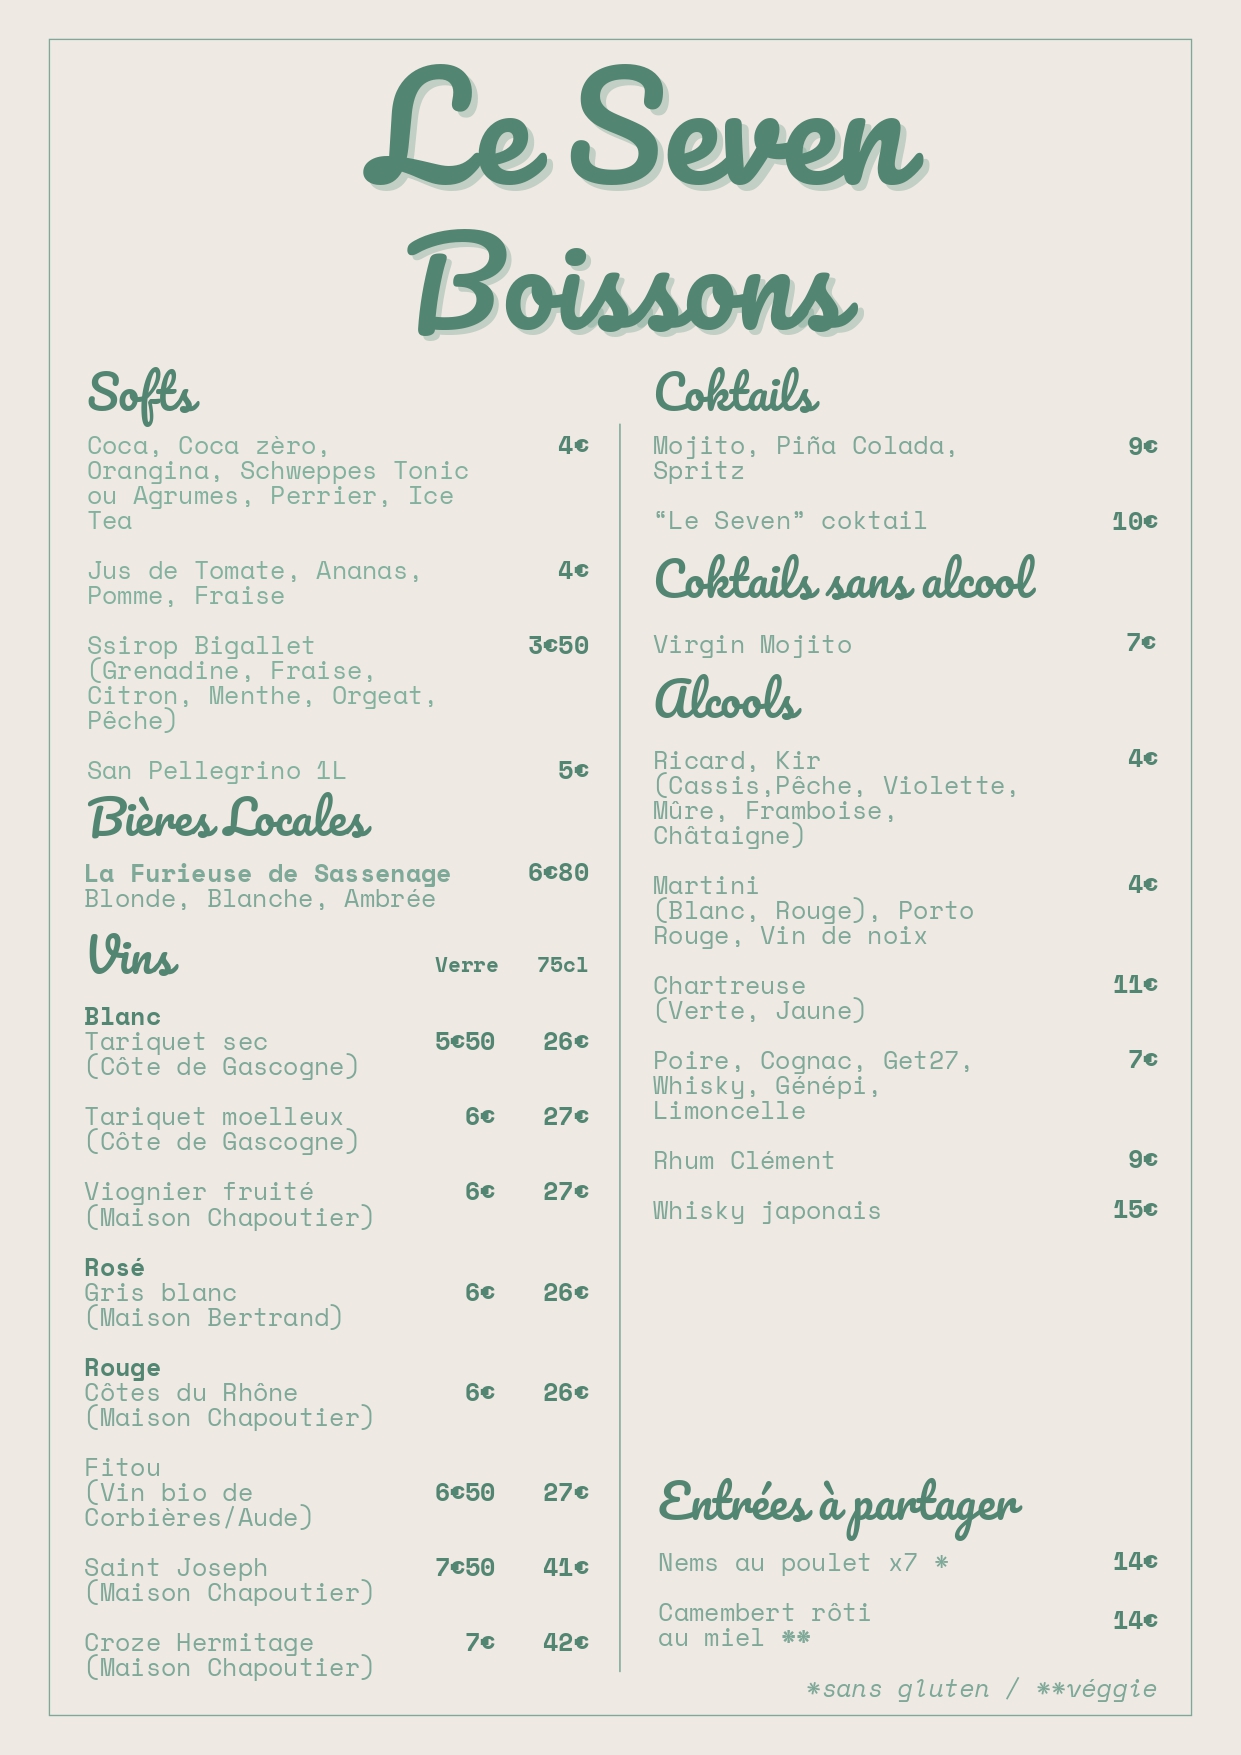 Le Seven
Boissons
Softs
Coca, Coca zèro, 4€
Orangina, Schweppes Tonic
ou Agrumes, Perrier, Ice
Tea
Jus de Tomate, Ananas, 4€
Pomme, Fraise
Ssirop Bigallet 3€50
(Grenadine, Fraise,
Citron, Menthe, Orgeat,
Pêche)
San Pellegrino 1L 5€
Bières Locales
La Furieuse de Sassenage 6€80
Blonde, Blanche, Ambrée
Vins Verre 75cl
Blanc
Tariquet sec 5€50 26€
(Côte de Gascogne)
Tariquet moelleux 6€ 27€
(Côte de Gascogne)
Viognier fruité 6€ 27€
(Maison Chapoutier)
Rosé
Gris blanc 6€ 26€
(Maison Bertrand)
Rouge
Côtes du Rhône 6€ 26€
(Maison Chapoutier)
Fitou
(Vin bio de 6€50 27€
Corbières/Aude)
Saint Joseph 7€50 41€
(Maison Chapoutier)
Croze Hermitage 7€ 42€
(Maison Chapoutier)
Coktails
Mojito, Piña Colada, 9€
Spritz
“Le Seven” coktail 10€
Coktails sans alcool
Virgin Mojito 7€
Alcools
Ricard, Kir 4€
(Cassis,Pêche, Violette,
Mûre, Framboise,
Châtaigne)
Martini 4€
(Blanc, Rouge), Porto
Rouge, Vin de noix
Chartreuse 11€
(Verte, Jaune)
Poire, Cognac, Get27, 7€
Whisky, Génépi,
Limoncelle
Rhum Clément 9€
Whisky japonais 15€
Entrées à partager
Nems au poulet x7 * 14€
Camembert rôti 14€
au miel **
*sans gluten / **véggie